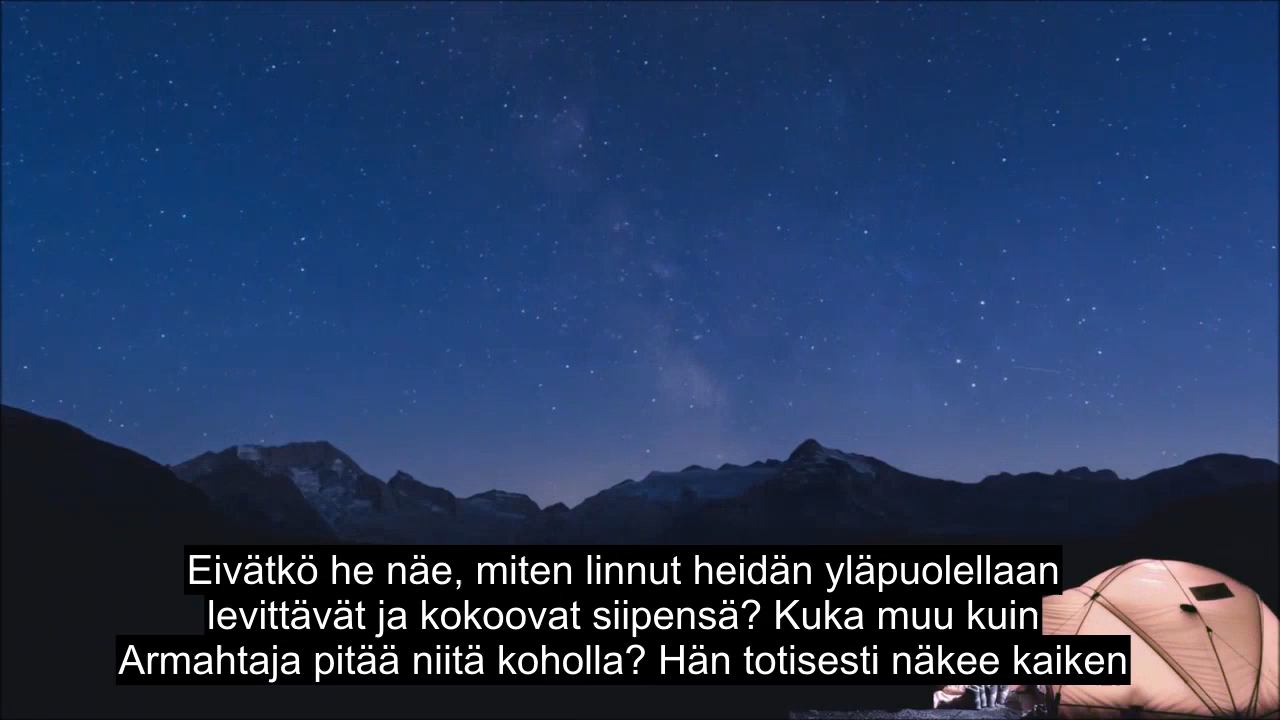 Eivätkö he näe, miten linnut heidän yläpuolellaan
levittävät ja kokoovat siipensä? Kuka muu kuin
Armahtaja pitää niitä koholla? Hän totisesti näkee kaiken